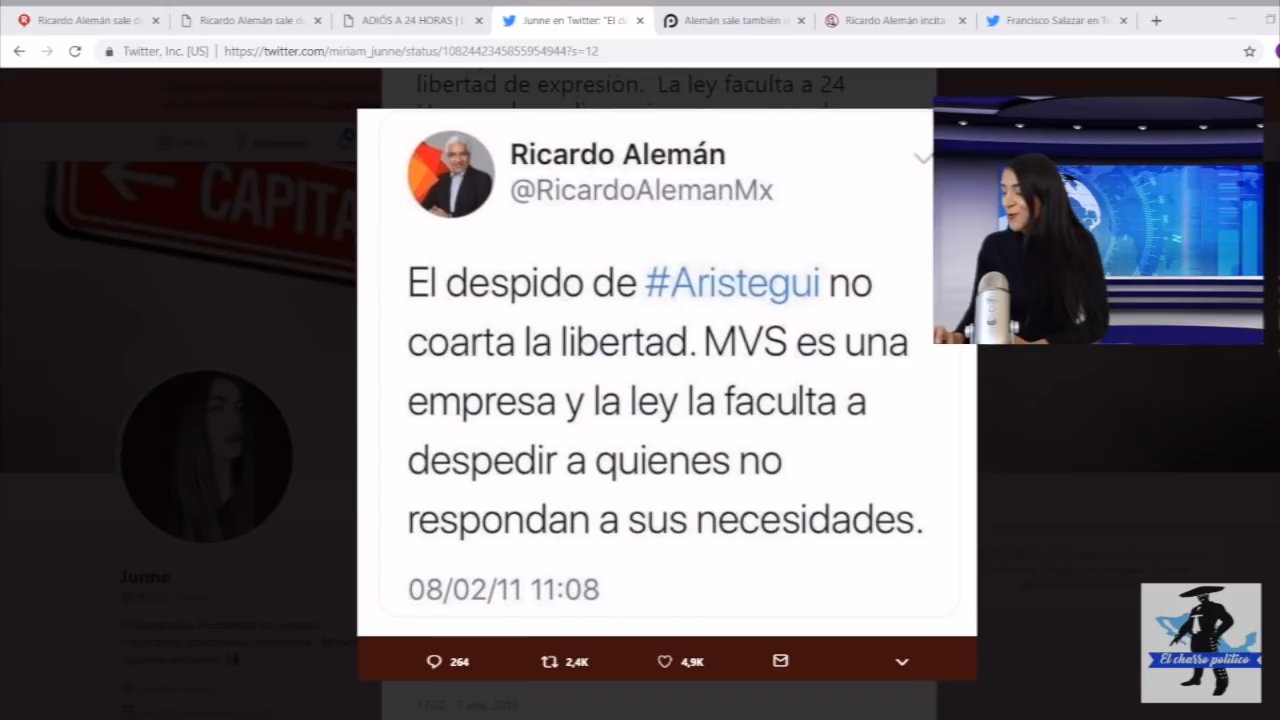 Ricardo Alemán sale d
Ricardo Alemán sale d
ADIÓS A 24 HORAS | L
Junne en Twitter: "El d
Alemán sale también d
Ricardo Alemán incita
Francisco Salazar en Tw
Twitter, Inc. [US] | https://twitter.com/miriam_junne/status/1082442345855954944?s=12
libertad de expresión. La ley faculta a 24
CAPITA
Ricardo Alemán
@RicardoAlemanMx
El despido de #Aristegui no
coarta la libertad. MVS es una
empresa y la ley la faculta a
despedir a quienes no
respondan a sus necesidades.
08/02/11 11:08
Junne
264
2,4K
4,9K
El charro político